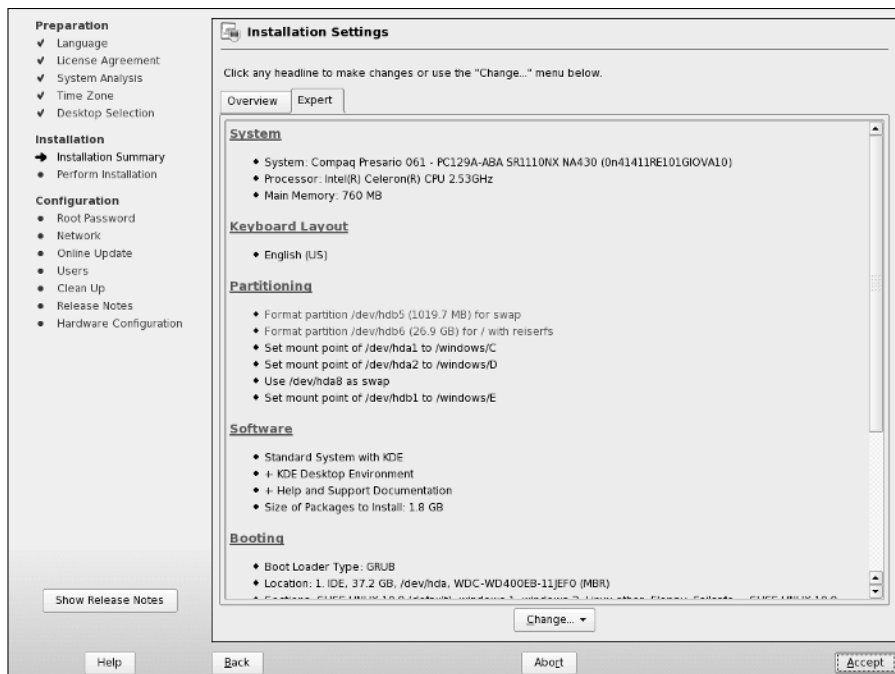 Preparation
Language
License Agreement
System Analysis
Time Zone
Desktop Selection
Installation
Installation Summary
Perform Installation
Configuration
Root Password
Network
Online Update
Users
Clean Up
Release Notes
Hardware Configuration
Show Release Notes
Installation Settings
Click any headline to make changes or use the "Change..." menu below.
Overview
Expert
System
System: Compaq Presario 061 - PC129A-ABA SR1110NX NA430 (0n41411RE101GIOVA10)
Processor: Intel(R) Celeron(R) CPU 2.53GHz
Main Memory: 760 MB
Keyboard Layout
English (US)
Partitioning
Format partition /dev/hdb5 (1019.7 MB) for swap
Format partition /dev/hdb6 (26.9 GB) for / with reiserfs
Set mount point of /dev/hda1 to /windows/C
Set mount point of /dev/hda2 to /windows/D
Use /dev/hda8 as swap
Set mount point of /dev/hdb1 to /windows/E
Software
Standard System with KDE
+ KDE Desktop Environment
+ Help and Support Documentation
Size of Packages to Install: 1.8 GB
Booting
Boot Loader Type: GRUB
Location: 1. IDE, 37.2 GB, /dev/hda, WDC-WD400EB-11JEF0 (MBR)
Change...
Help
Back
Abort
Accept